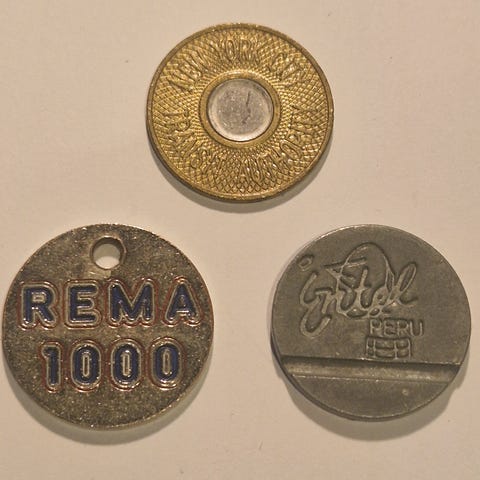 NEW YORK CITY
TRANSIT AUTHORITY
REMA
1000
Entel
PERU